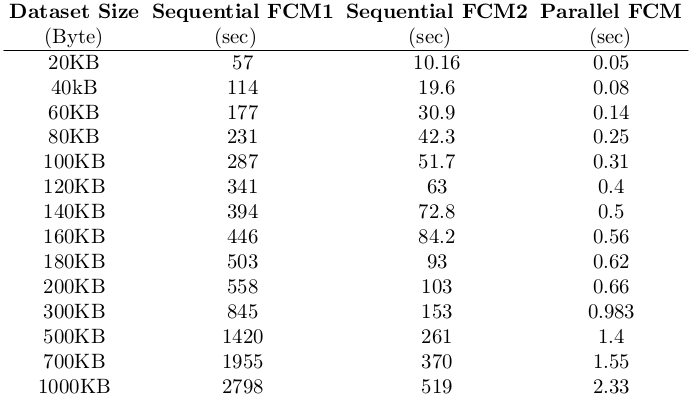 Dataset Size Sequential FCM1 Sequential FCM2 Parallel FCM
(Byte) (sec) (sec) (sec)
20KB 57 10.16 0.05
40kB 114 19.6 0.08
60KB 177 30.9 0.14
80KB 231 42.3 0.25
100KB 287 51.7 0.31
120KB 341 63 0.4
140KB 394 72.8 0.5
160KB 446 84.2 0.56
180KB 503 93 0.62
200KB 558 103 0.66
300KB 845 153 0.983
500KB 1420 261 1.4
700KB 1955 370 1.55
1000KB 2798 519 2.33